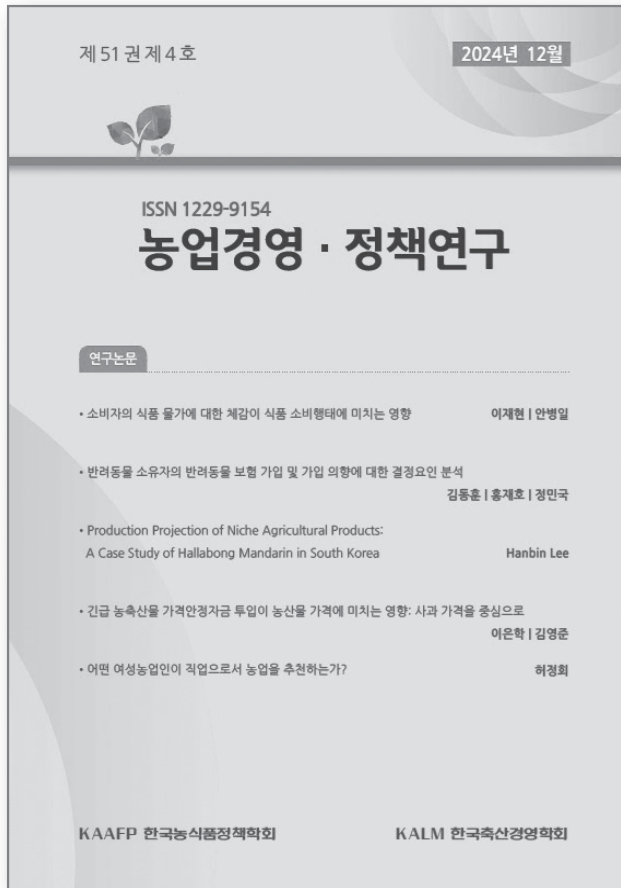 제 51 권 제 4 호
2024년 12월
ISSN 1229-9154
농업경영 · 정책연구
연구논문
• 소비자의 식품 물가에 대한 체감이 식품 소비행태에 미치는 영향 이재현 | 안병일
• 반려동물 소유자의 반려동물 보험 가입 및 가입 의향에 대한 결정요인 분석
김동훈 | 홍재호 | 정민국
• Production Projection of Niche Agricultural Products:
A Case Study of Hallabong Mandarin in South Korea Hanbin Lee
• 긴급 농축산물 가격안정자금 투입이 농산물 가격에 미치는 영향: 사과 가격을 중심으로
이은학 | 김영준
• 어떤 여성농업인이 직업으로서 농업을 추천하는가? 허정회
KAAFP 한국농식품정책학회 KALM 한국축산경영학회